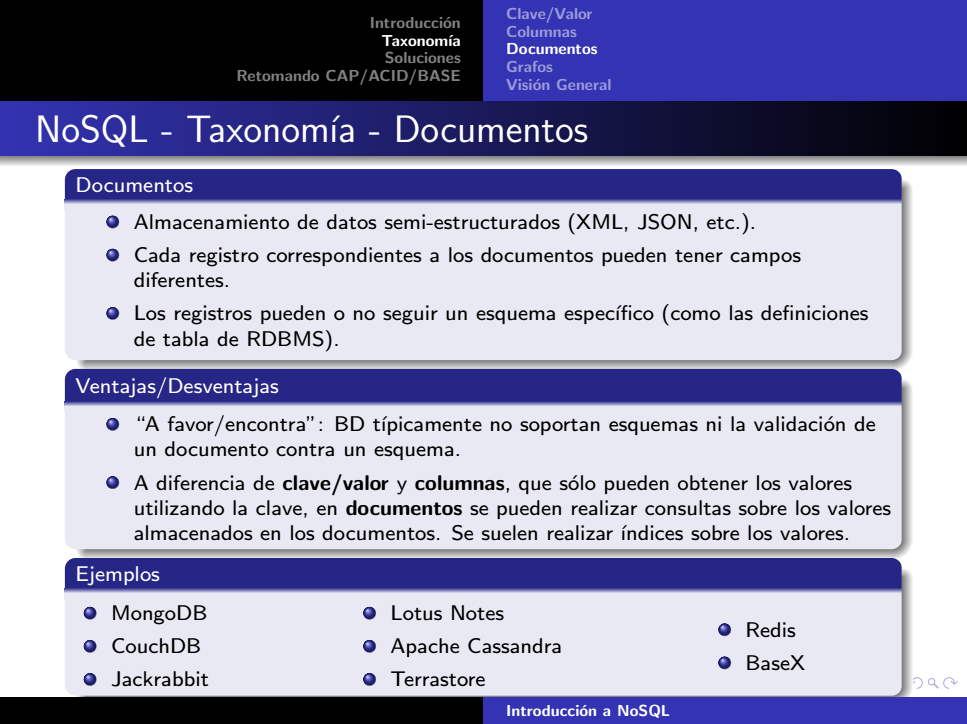 Introducción
Taxonomía
Soluciones
Retomando CAP/ACID/BASE
Clave/Valor
Columnas
Documentos
Grafos
Visión General
NoSQL - Taxonomía - Documentos
Documentos
Almacenamiento de datos semi-estructurados (XML, JSON, etc.).
Cada registro correspondientes a los documentos pueden tener campos
diferentes.
Los registros pueden o no seguir un esquema específico (como las definiciones
de tabla de RDBMS).
Ventajas/Desventajas
“A favor/encontra”: BD típicamente no soportan esquemas ni la validación de
un documento contra un esquema.
A diferencia de clave/valor y columnas, que sólo pueden obtener los valores
utilizando la clave, en documentos se pueden realizar consultas sobre los valores
almacenados en los documentos. Se suelen realizar índices sobre los valores.
Ejemplos
MongoDB
CouchDB
Jackrabbit
Lotus Notes
Apache Cassandra
Terrastore
Redis
BaseX
Introducción a NoSQL